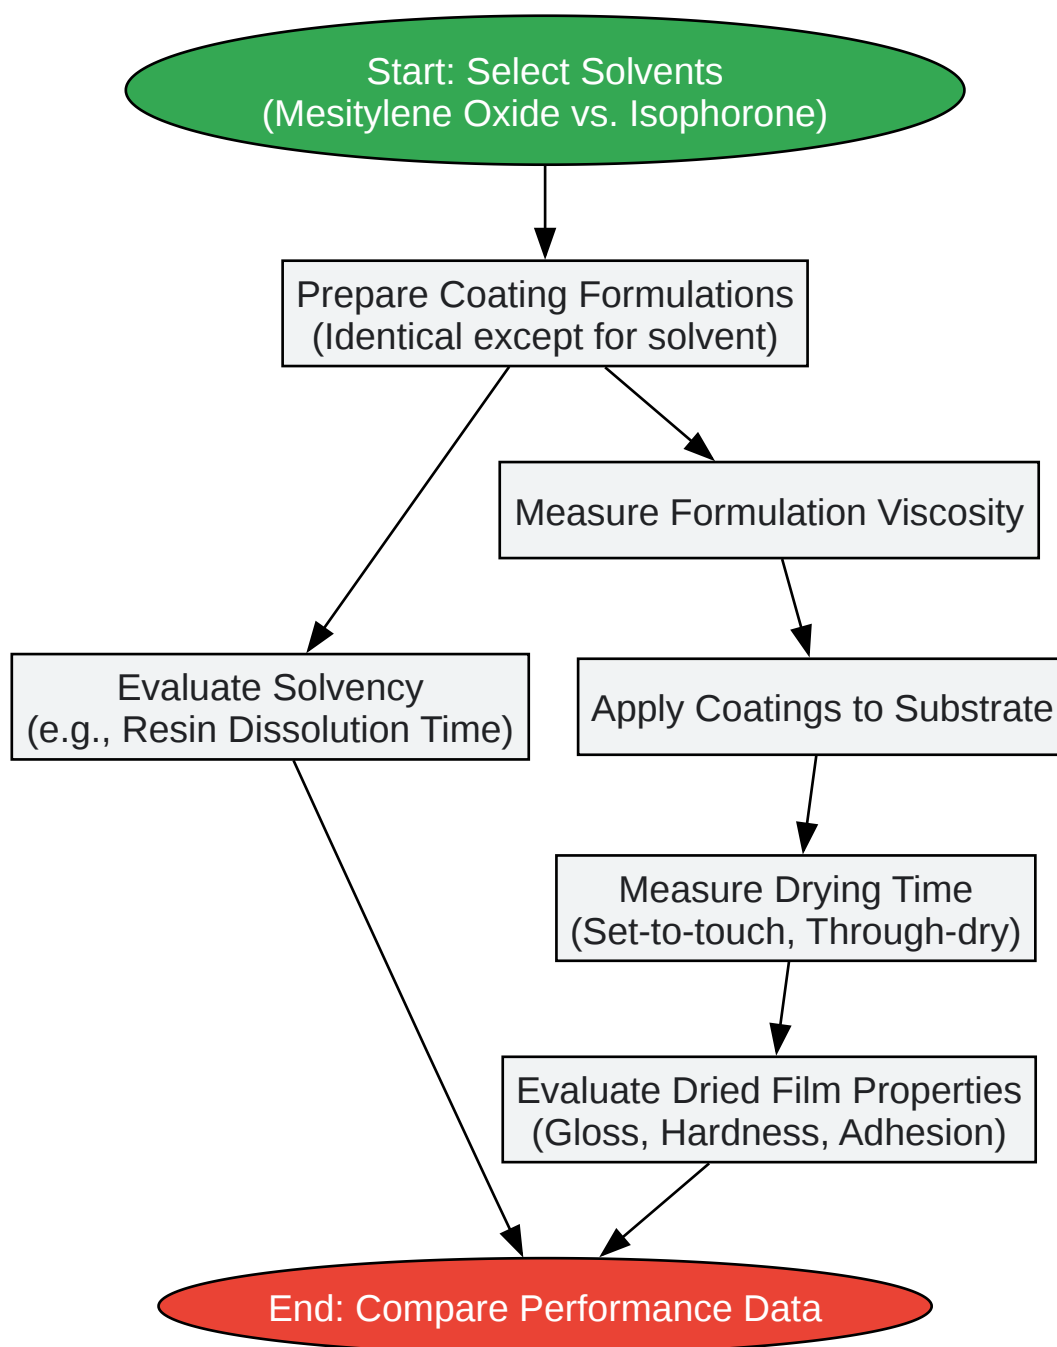 Start: Select Solvents
(Mesitylene Oxide vs. Isophorone)
Prepare Coating Formulations
(Identical except for solvent)
Measure Formulation Viscosity
Evaluate Solvency
(e.g., Resin Dissolution Time)
Apply Coatings to Substrate
Measure Drying Time
(Set-to-touch, Through-dry)
Evaluate Dried Film Properties
(Gloss, Hardness, Adhesion)
End: Compare Performance Data